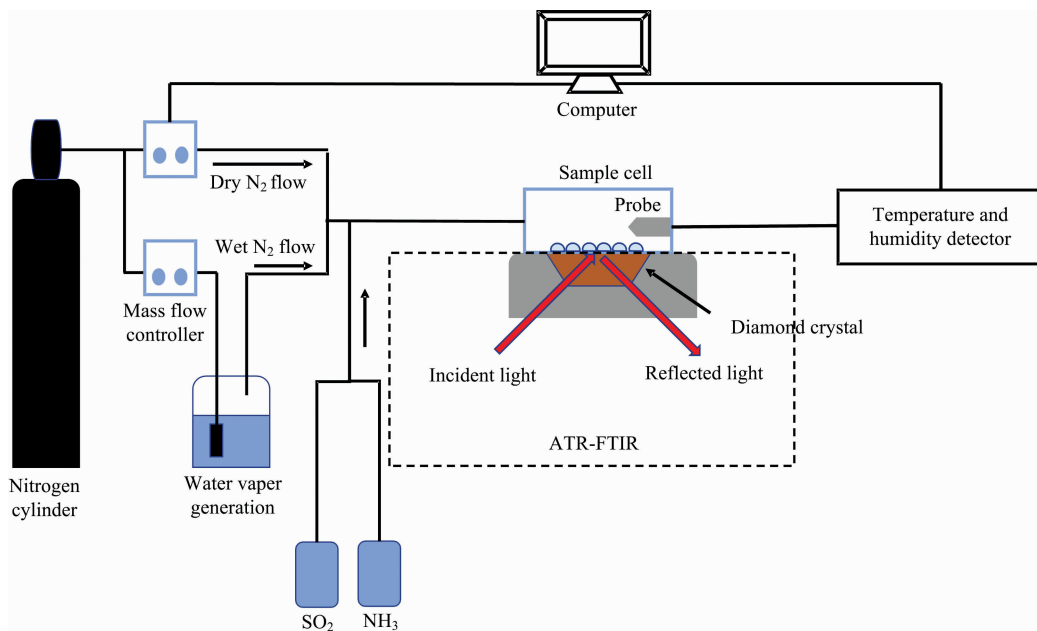 Computer
Dry N₂ flow
Sample cell
Probe
Temperature and
humidity detector
Wet N₂ flow
Mass flow
controller
Diamond crystal
Incident light
Reflected light
ATR-FTIR
Nitrogen
cylinder
Water vaper
generation
SO₂
NH₃